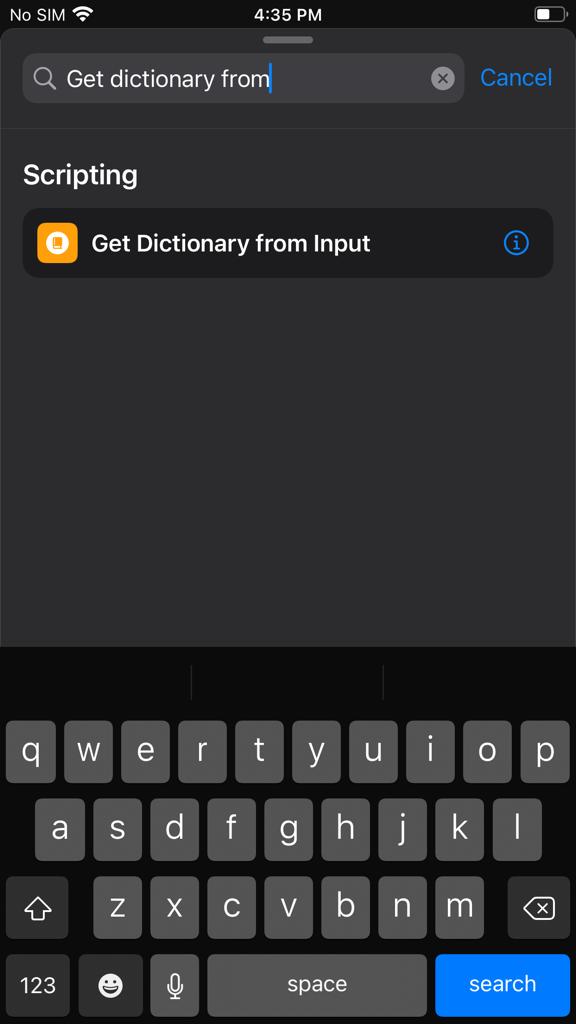 No SIM 4:35 PM
Get dictionary from Cancel
Scripting
Get Dictionary from Input
q w e r t y u i o p
a s d f g h j k l
z x c v b n m
123 space search